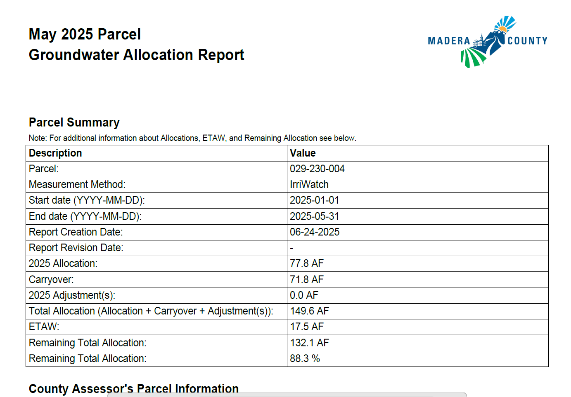 May 2025 Parcel
Groundwater Allocation Report
MADERA COUNTY
Parcel Summary
Note: For additional information about Allocations, ETAW, and Remaining Allocation see below.
Description Value
Parcel: 029-230-004
Measurement Method: IrriWatch
Start date (YYYY-MM-DD): 2025-01-01
End date (YYYY-MM-DD): 2025-05-31
Report Creation Date: 06-24-2025
Report Revision Date: -
2025 Allocation: 77.8 AF
Carryover: 71.8 AF
2025 Adjustment(s): 0.0 AF
Total Allocation (Allocation + Carryover + Adjustment(s)): 149.6 AF
ETAW: 17.5 AF
Remaining Total Allocation: 132.1 AF
Remaining Total Allocation: 88.3 %
County Assessor's Parcel Information